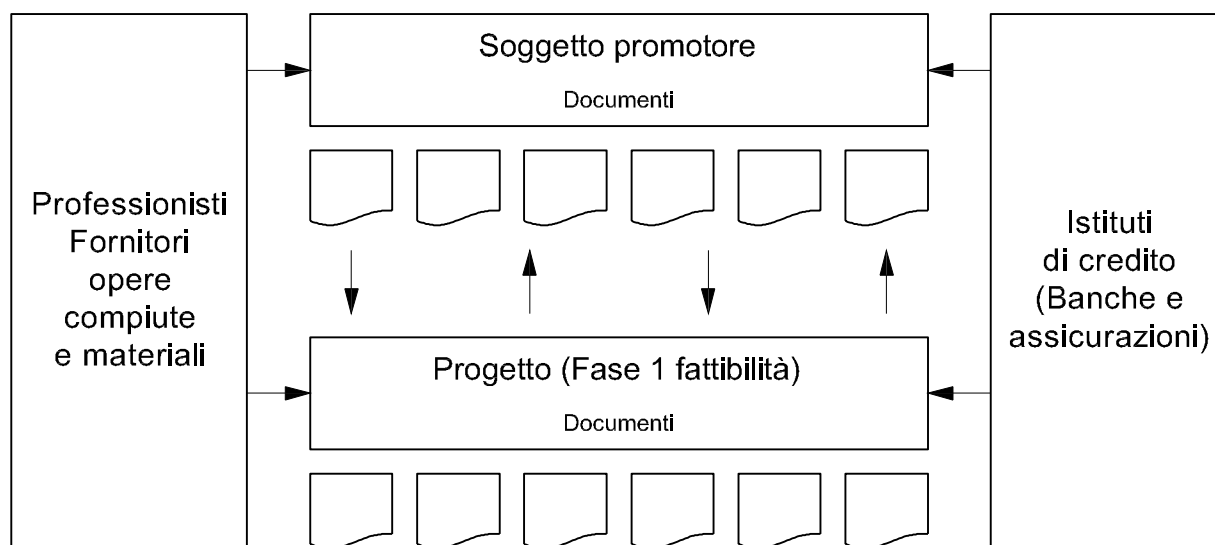 Soggetto promotore
Documenti
Professionisti
Fornitori
opere
compiute
e materiali
Istituti
di credito
(Banche e
assicurazioni)
Progetto (Fase 1 fattibilità)
Documenti